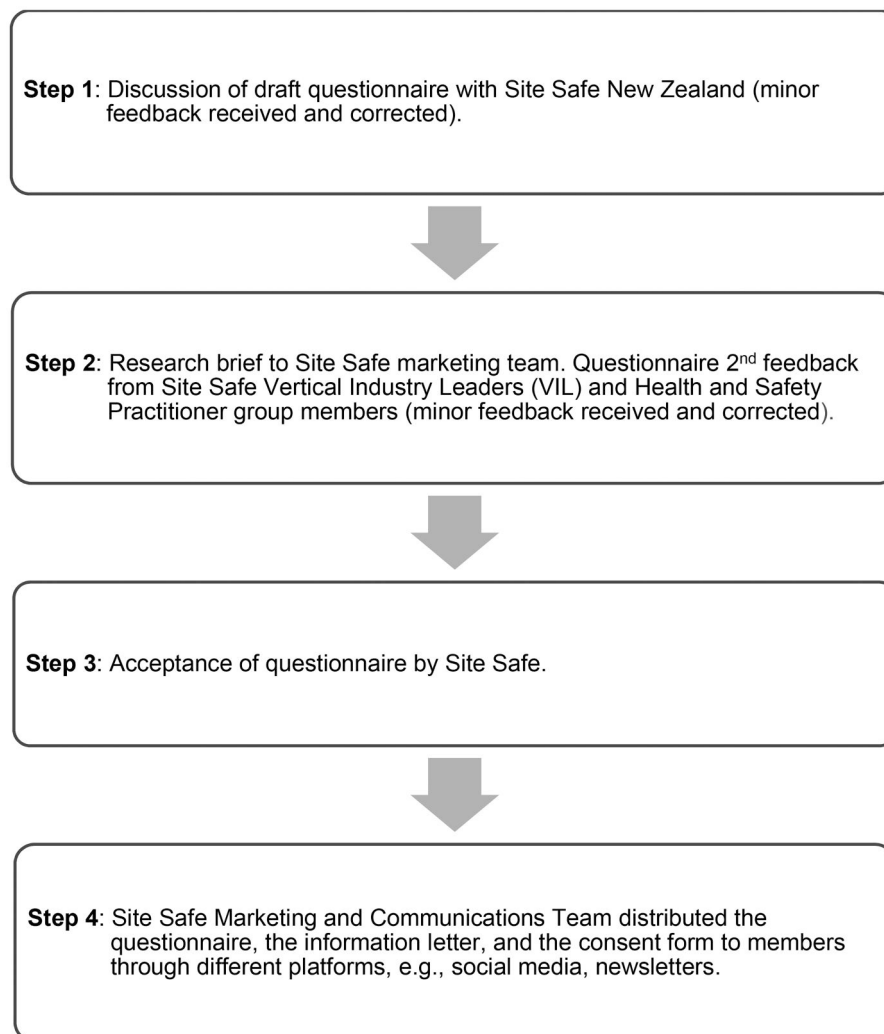 Step 1: Discussion of draft questionnaire with Site Safe New Zealand (minor
feedback received and corrected).
Step 2: Research brief to Site Safe marketing team. Questionnaire 2nd feedback
from Site Safe Vertical Industry Leaders (VIL) and Health and Safety
Practitioner group members (minor feedback received and corrected).
Step 3: Acceptance of questionnaire by Site Safe.
Step 4: Site Safe Marketing and Communications Team distributed the
questionnaire, the information letter, and the consent form to members
through different platforms, e.g., social media, newsletters.